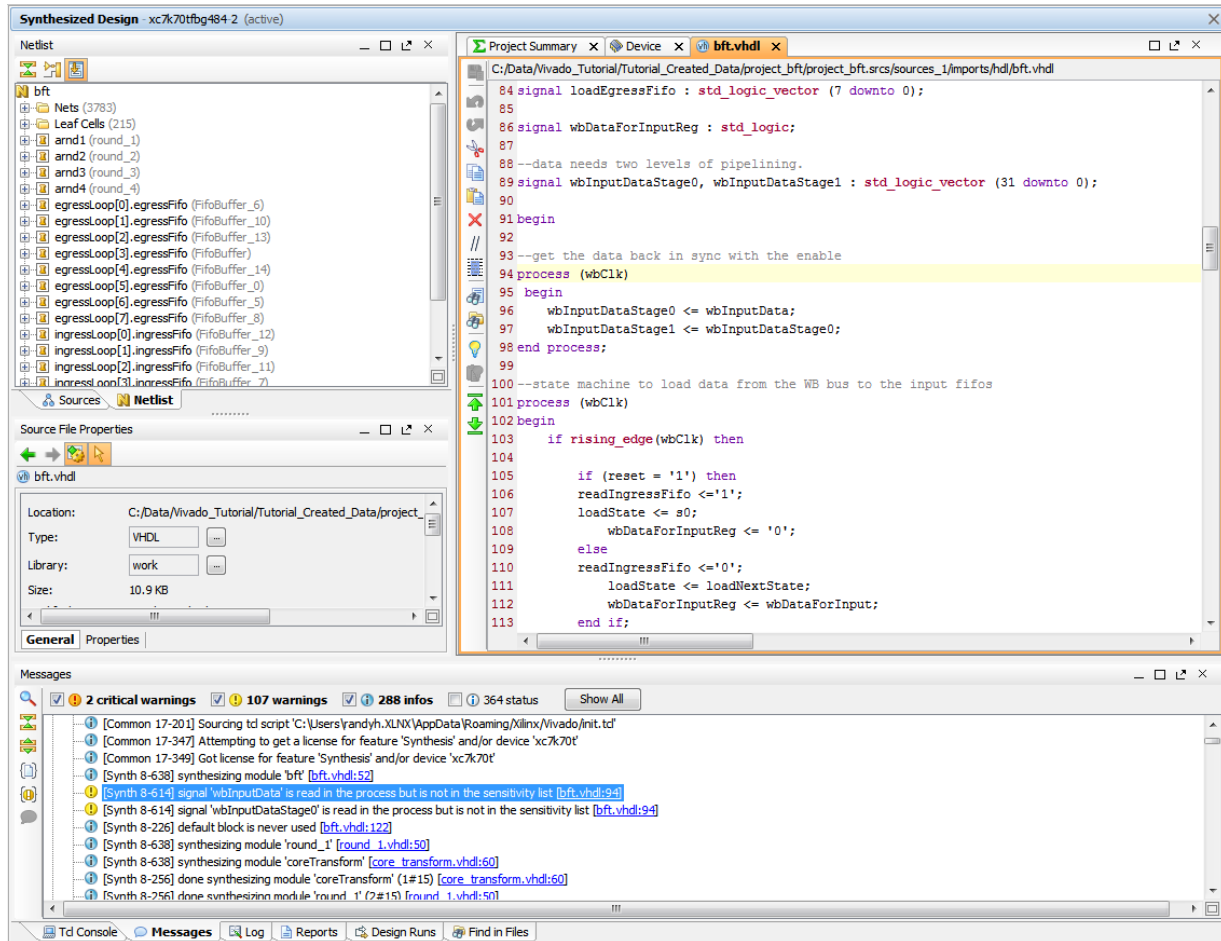 Synthesized Design - xc7k70tfbg484-2 (active)
Netlist
bft
Nets (3783)
Leaf Cells (215)
arnd1 (round_1)
arnd2 (round_2)
arnd3 (round_3)
arnd4 (round_4)
egressLoop[0].egressFifo (FifoBuffer_6)
egressLoop[1].egressFifo (FifoBuffer_10)
egressLoop[2].egressFifo (FifoBuffer_13)
egressLoop[3].egressFifo (FifoBuffer)
egressLoop[4].egressFifo (FifoBuffer_14)
egressLoop[5].egressFifo (FifoBuffer_0)
egressLoop[6].egressFifo (FifoBuffer_5)
egressLoop[7].egressFifo (FifoBuffer_8)
ingressLoop[0].ingressFifo (FifoBuffer_12)
ingressLoop[1].ingressFifo (FifoBuffer_9)
ingressLoop[2].ingressFifo (FifoBuffer_11)
ingressLoop[3].ingressFifo (FifoBuffer_7)
Sources Netlist
Source File Properties
bft.vhdl
Location: C:/Data/Vivado_Tutorial/Tutorial_Created_Data/project_
Type: VHDL ...
Library: work ...
Size: 10.9 KB
General Properties
Project Summary Device bft.vhdl
C:/Data/Vivado_Tutorial/Tutorial_Created_Data/project_bft/project_bft.srcs/sources_1/imports/hdl/bft.vhdl
84 signal loadEgressFifo : std_logic_vector (7 downto 0);
85
86 signal wbDataForInputReg : std_logic;
87
88 --data needs two levels of pipelining.
89 signal wbInputDataStage0, wbInputDataStage1 : std_logic_vector (31 downto 0);
90
91 begin
92
93 --get the data back in sync with the enable
94 process (wbClk)
95 begin
96 wbInputDataStage0 <= wbInputData;
97 wbInputDataStage1 <= wbInputDataStage0;
98 end process;
99
100 --state machine to load data from the WB bus to the input fifos
101 process (wbClk)
102 begin
103 if rising_edge(wbClk) then
104
105 if (reset = '1') then
106 readIngressFifo <='1';
107 loadState <= s0;
108 wbDataForInputReg <= '0';
109 else
110 readIngressFifo <='0';
111 loadState <= loadNextState;
112 wbDataForInputReg <= wbDataForInput;
113 end if;
Messages
2 critical warnings 107 warnings 288 infos 364 status Show All
[Common 17-201] Sourcing tcl script 'C:\Users\randyh.XLNX\AppData\Roaming/Xilinx/Vivado/init.tcl'
[Common 17-347] Attempting to get a license for feature 'Synthesis' and/or device 'xc7k70t'
[Common 17-349] Got license for feature 'Synthesis' and/or device 'xc7k70t'
[Synth 8-638] synthesizing module 'bft' [bft.vhdl:52]
[Synth 8-614] signal 'wbInputData' is read in the process but is not in the sensitivity list [bft.vhdl:94]
[Synth 8-614] signal 'wbInputDataStage0' is read in the process but is not in the sensitivity list [bft.vhdl:94]
[Synth 8-226] default block is never used [bft.vhdl:122]
[Synth 8-638] synthesizing module 'round_1' [round_1.vhdl:50]
[Synth 8-638] synthesizing module 'coreTransform' [core_transform.vhdl:60]
[Synth 8-256] done synthesizing module 'coreTransform' (1#15) [core_transform.vhdl:60]
[Synth 8-256] done synthesizing module 'round_1' (2#15) [round_1.vhdl:50]
Tcl Console Messages Log Reports Design Runs Find in Files